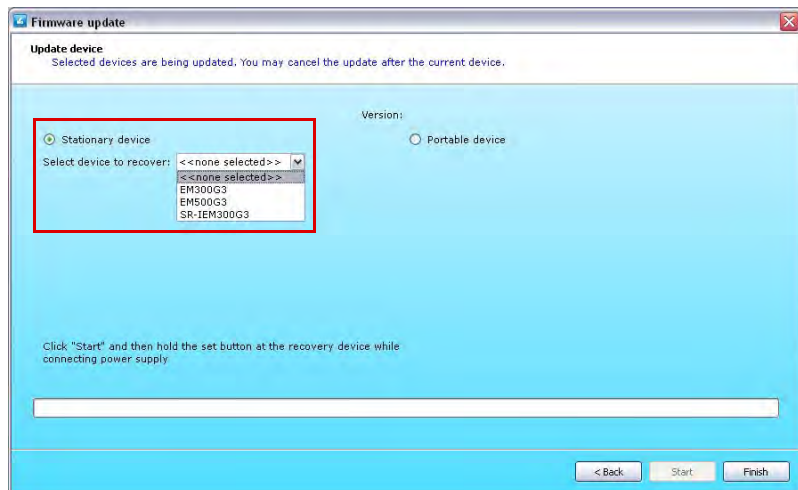 Firmware update
Update device
Selected devices are being updated. You may cancel the update after the current device.
Version:
Stationary device
Portable device
Select device to recover: <<none selected>>
<<none selected>>
EM300G3
EM500G3
SR-IEM300G3
Click "Start" and then hold the set button at the recovery device while
connecting power supply
< Back
Start
Finish